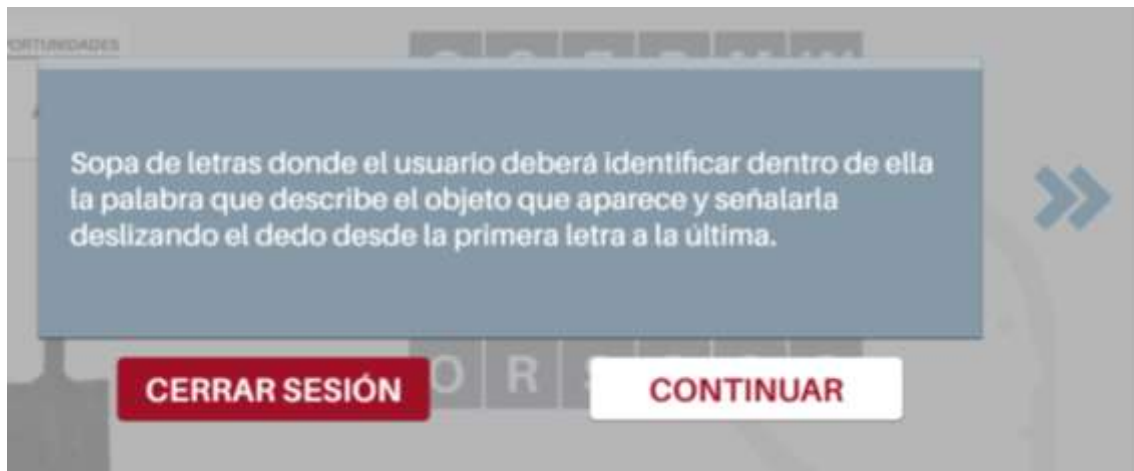 Sopa de letras donde el usuario deberá identificar dentro de ella
la palabra que describe el objeto que aparece y señalarla
deslizando el dedo desde la primera letra a la última.
O R
CERRAR SESIÓN
CONTINUAR